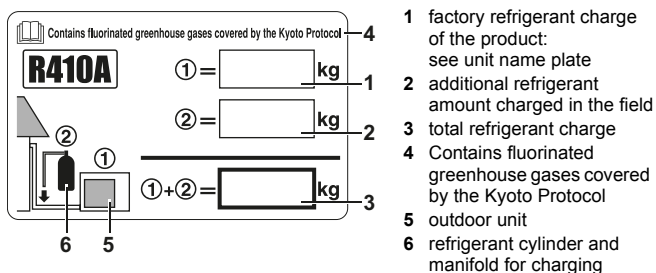 Contains fluorinated greenhouse gases covered by the Kyoto Protocol
4
R410A
①= kg
1
②= kg
2
②
①
①+②= kg
3
6 5
1 factory refrigerant charge
of the product:
see unit name plate
2 additional refrigerant
amount charged in the field
3 total refrigerant charge
4 Contains fluorinated
greenhouse gases covered
by the Kyoto Protocol
5 outdoor unit
6 refrigerant cylinder and
manifold for charging